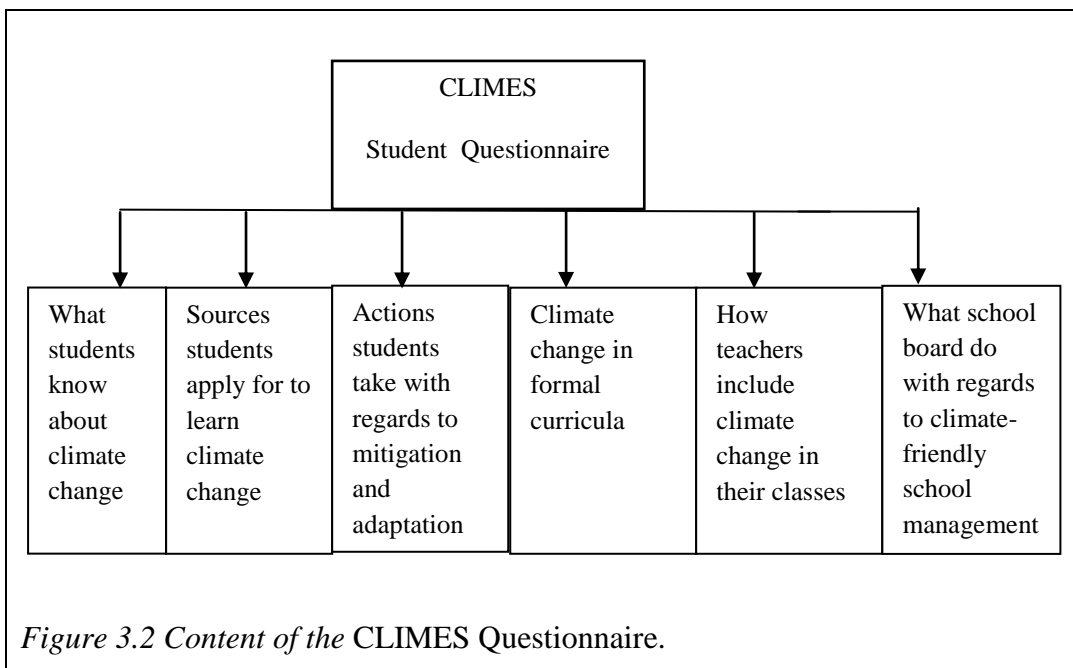 CLIMES
Student Questionnaire
What
students
know
about
climate
change
Sources
students
apply for to
learn
climate
change
Actions
students
take with
regards to
mitigation
and
adaptation
Climate
change in
formal
curricula
How
teachers
include
climate
change in
their classes
What school
board do
with regards
to climate-
friendly
school
management
Figure 3.2 Content of the CLIMES Questionnaire.